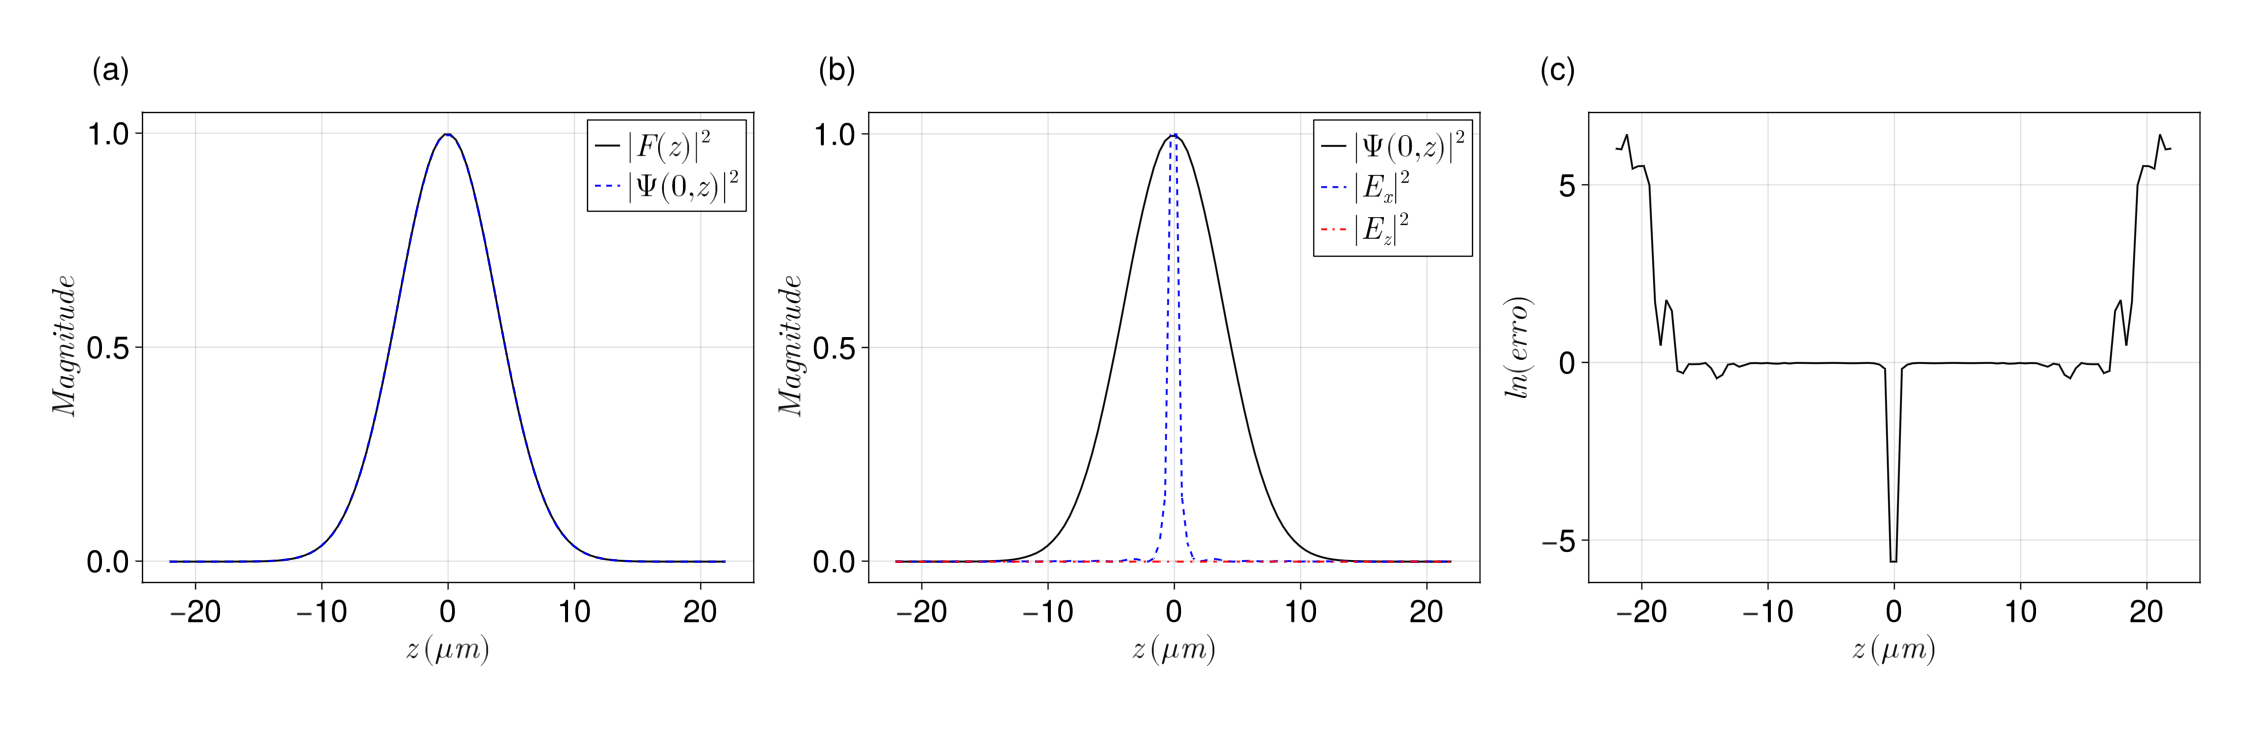 (a)
1.0
0.5
0.0
Magnitude
|F(z)|²
|Ψ(0,z)|²
−20 −10 0 10 20
z(μm)
(b)
1.0
0.5
0.0
Magnitude
|Ψ(0,z)|²
|Eₓ|²
|E_z|²
−20 −10 0 10 20
z(μm)
(c)
5
0
−5
ln(erro)
−20 −10 0 10 20
z(μm)